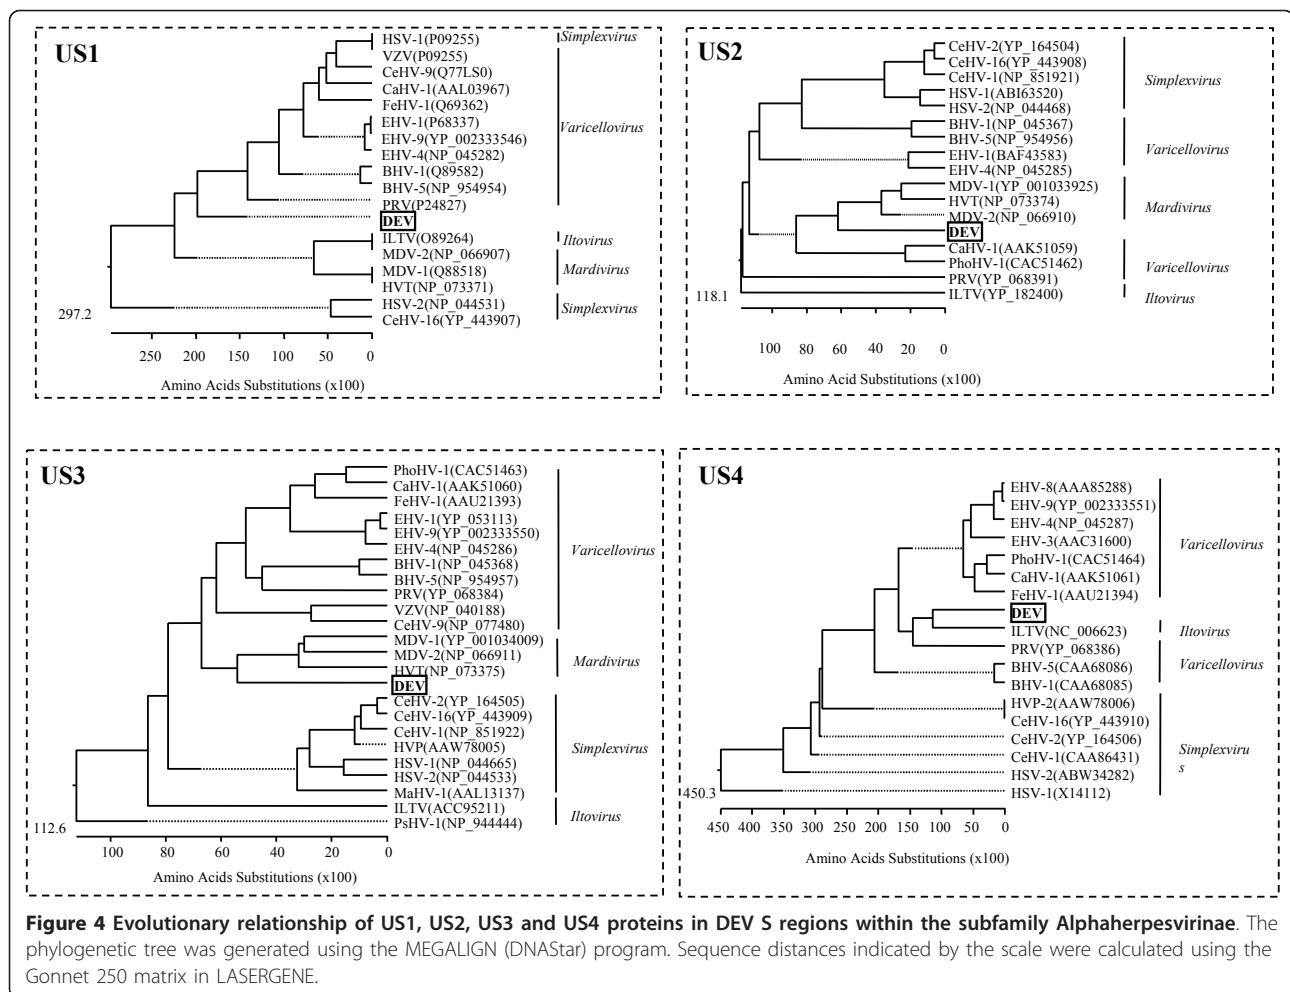 US1
HSV-1(P09255)
VZV(P09255)
CeHV-9(Q77LS0)
CaHV-1(AAL03967)
FeHV-1(Q69362)
EHV-1(P68337)
EHV-9(YP_002333546)
EHV-4(NP_045282)
BHV-1(Q89582)
BHV-5(NP_954954)
PRV(P24827)
DEV
ILTV(O89264)
MDV-2(NP_066907)
MDV-1(Q88518)
HVT(NP_073371)
HSV-2(NP_044531)
CeHV-16(YP_443907)
Simplexvirus
Varicellovirus
Iltovirus
Mardivirus
Simplexvirus
297.2
250 200 150 100 50 0
Amino Acids Substitutions (x100)
US2
CeHV-2(YP_164504)
CeHV-16(YP_443908)
CeHV-1(NP_851921)
HSV-1(ABI63520)
HSV-2(NP_044468)
BHV-1(NP_045367)
BHV-5(NP_954956)
EHV-1(BAF43583)
EHV-4(NP_045285)
MDV-1(YP_001033925)
HVT(NP_073374)
MDV-2(NP_066910)
DEV
CaHV-1(AAK51059)
PhoHV-1(CAC51462)
PRV(YP_068391)
ILTV(YP_182400)
Simplexvirus
Varicellovirus
Mardivirus
Varicellovirus
Iltovirus
118.1
100 80 60 40 20 0
Amino Acid Substitutions (x100)
US3
PhoHV-1(CAC51463)
CaHV-1(AAK51060)
FeHV-1(AAU21393)
EHV-1(YP_053113)
EHV-9(YP_002333550)
EHV-4(NP_045286)
BHV-1(NP_045368)
BHV-5(NP_954957)
PRV(YP_068384)
VZV(NP_040188)
CeHV-9(NP_077480)
MDV-1(YP_001034009)
MDV-2(NP_066911)
HVT(NP_073375)
DEV
CeHV-2(YP_164505)
CeHV-16(YP_443909)
CeHV-1(NP_851922)
HVP(AAW78005)
HSV-1(NP_044665)
HSV-2(NP_044533)
MaHV-1(AAL13137)
ILTV(ACC95211)
PsHV-1(NP_944444)
Varicellovirus
Mardivirus
Simplexvirus
Iltovirus
112.6
100 80 60 40 20 0
Amino Acids Substitutions (x100)
US4
EHV-8(AAA85288)
EHV-9(YP_002333551)
EHV-4(NP_045287)
EHV-3(AAC31600)
PhoHV-1(CAC51464)
CaHV-1(AAK51061)
FeHV-1(AAU21394)
DEV
ILTV(NC_006623)
PRV(YP_068386)
BHV-5(CAA68086)
BHV-1(CAA68085)
HVP-2(AAW78006)
CeHV-16(YP_443910)
CeHV-2(YP_164506)
CeHV-1(CAA86431)
HSV-2(ABW34282)
HSV-1(X14112)
Varicellovirus
Iltovirus
Varicellovirus
Simplexviru
s
450.3
450 400 350 300 250 200 150 100 50 0
Amino Acids Substitutions (x100)
Figure 4 Evolutionary relationship of US1, US2, US3 and US4 proteins in DEV S regions within the subfamily Alphaherpesvirinae. The
phylogenetic tree was generated using the MEGALIGN (DNAStar) program. Sequence distances indicated by the scale were calculated using the
Gonnet 250 matrix in LASERGENE.